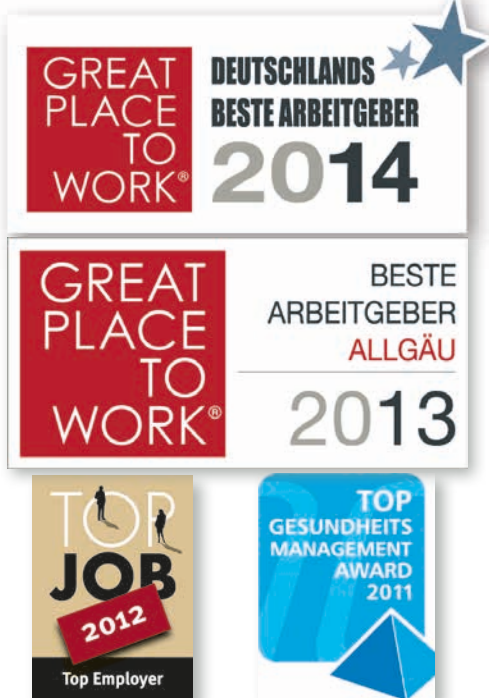 GREAT
PLACE
TO
WORK®
DEUTSCHLANDS
BESTE ARBEITGEBER
2014
GREAT
PLACE
TO
WORK®
BESTE
ARBEITGEBER
ALLGÄU
2013
TOP
JOB
2012
Top Employer
TOP
GESUNDHEITS
MANAGEMENT
AWARD
2011